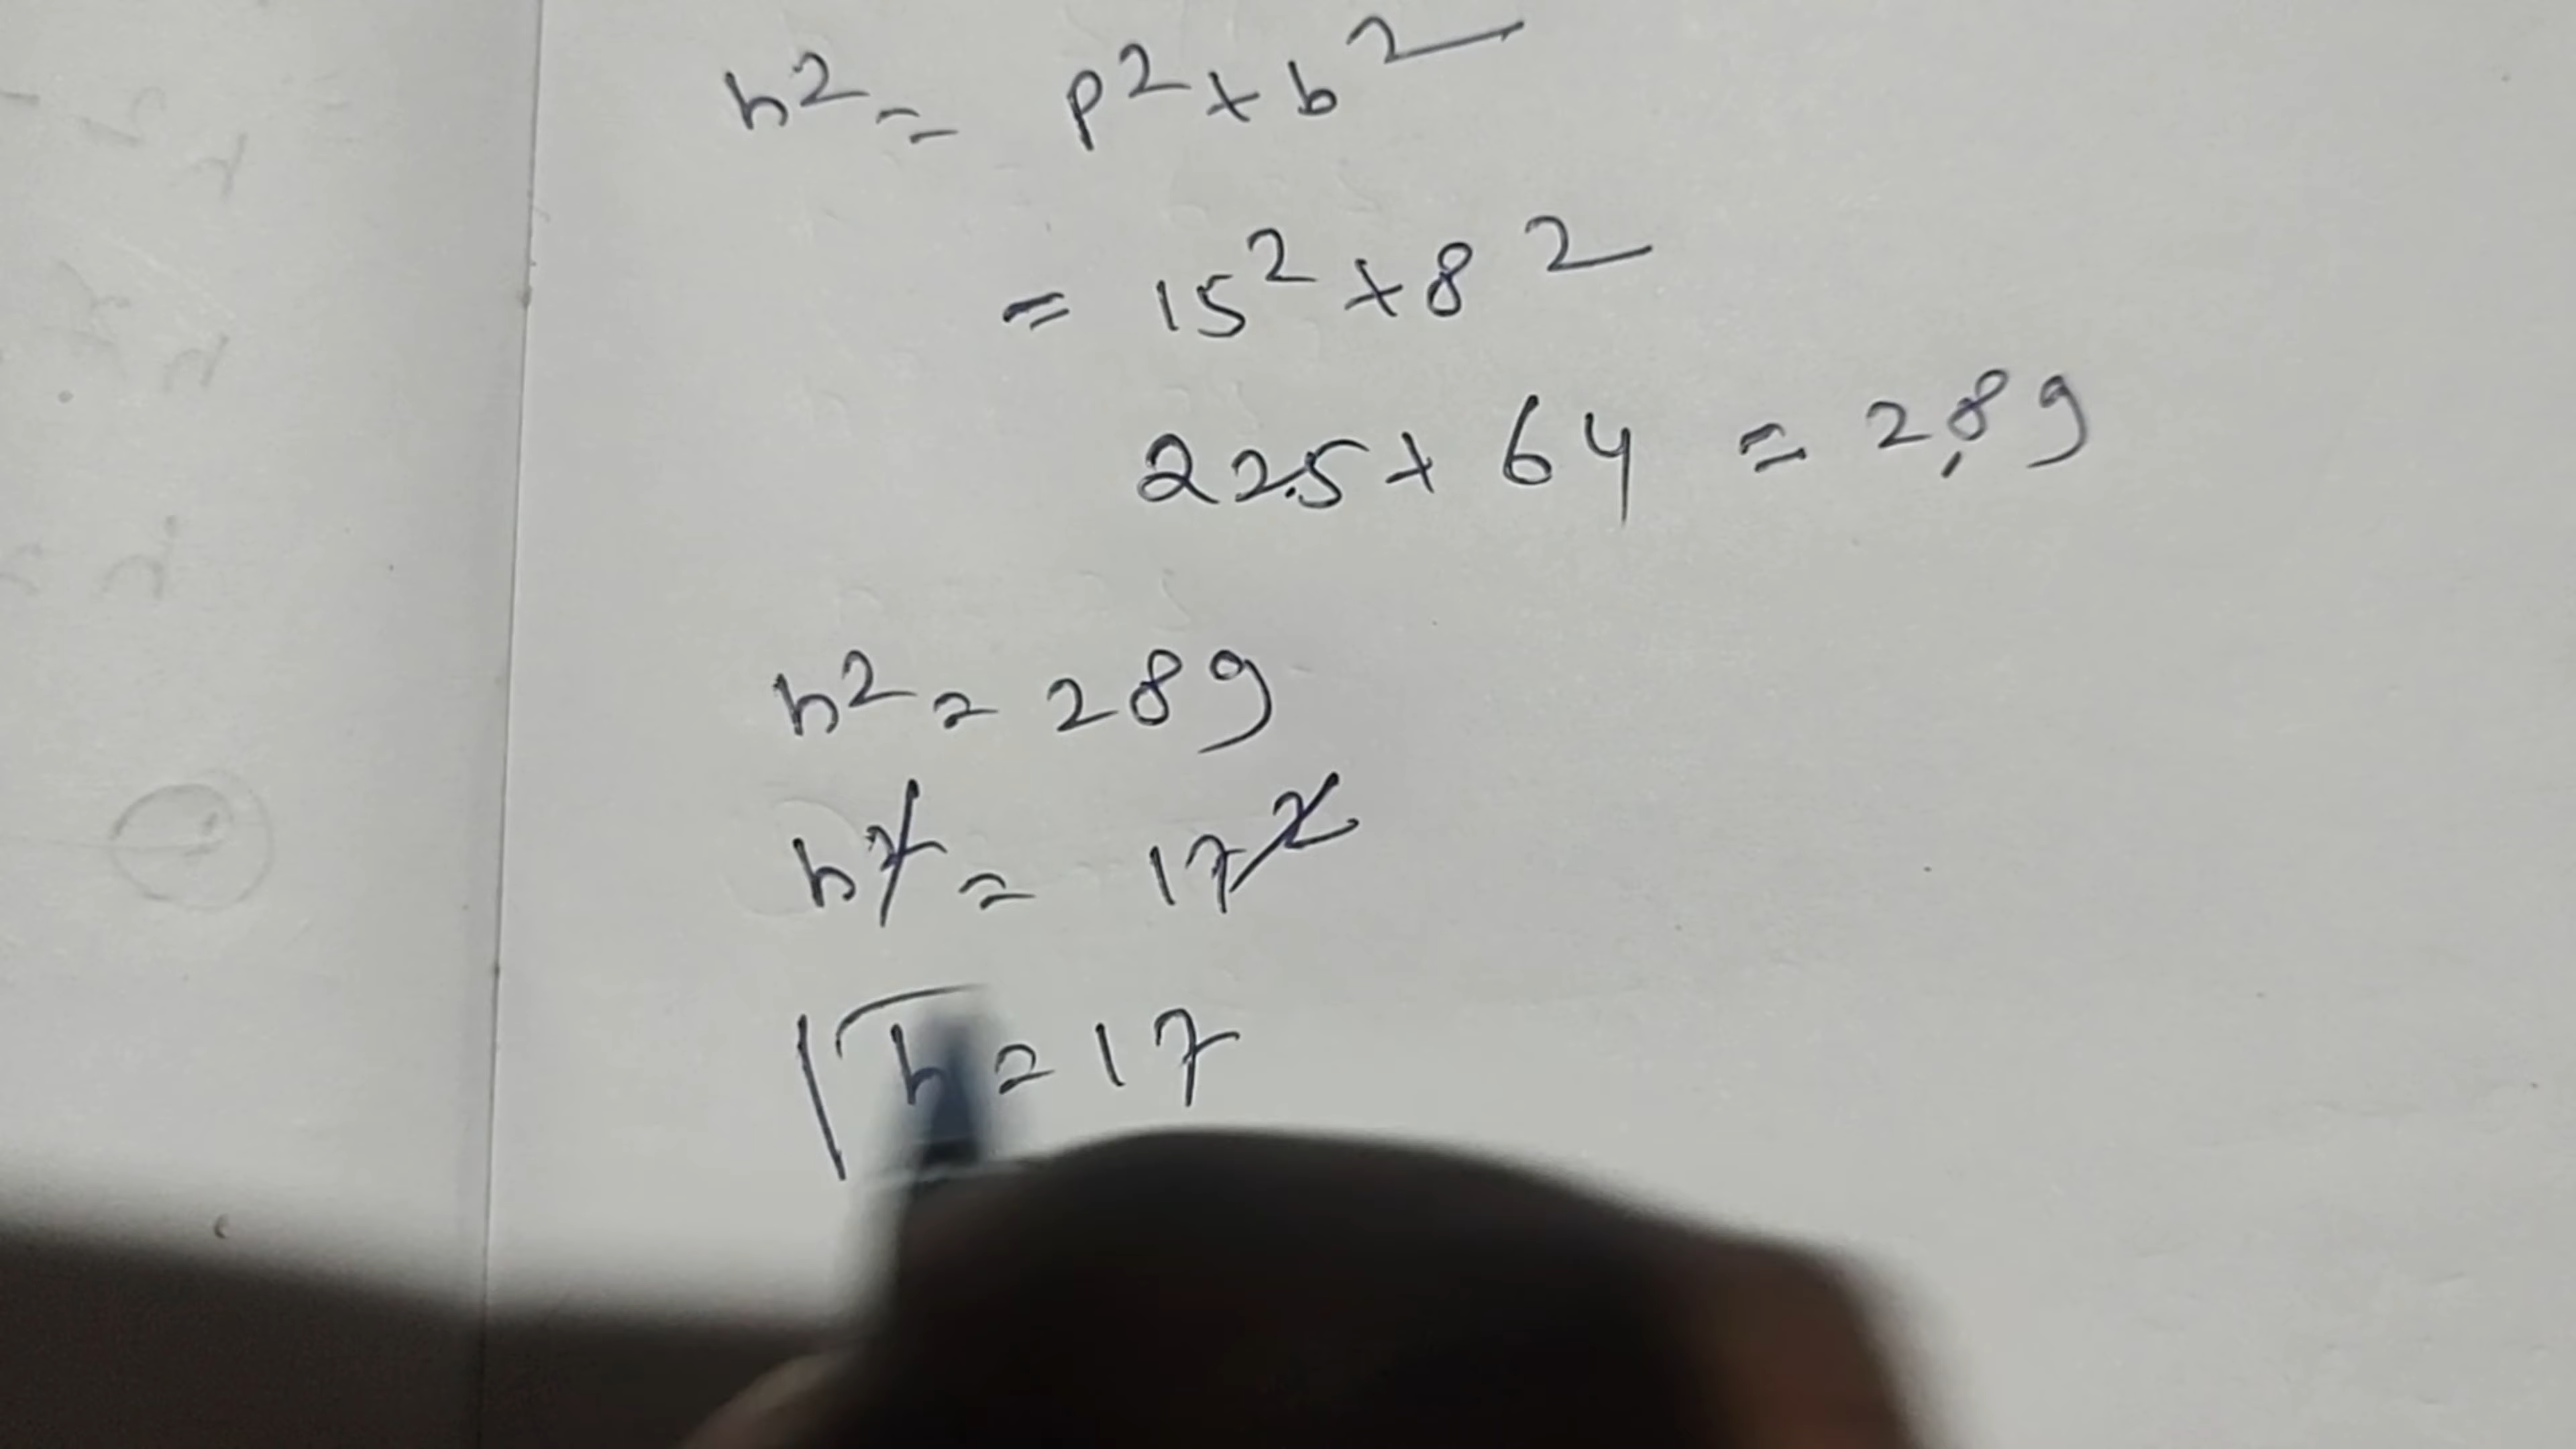 h² = p² + b²
= 15² + 8²
225 + 64 = 289
h² = 289
h² = 17²
h = 17